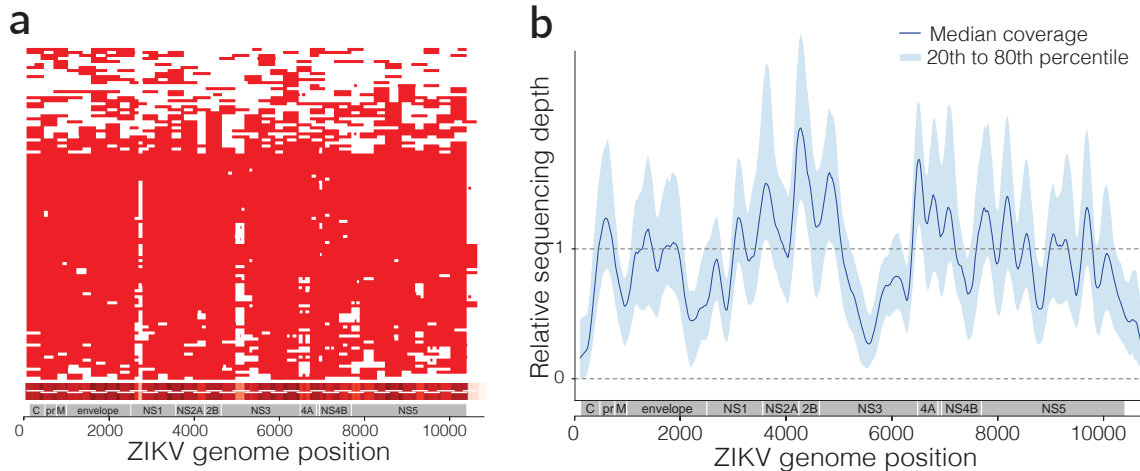 a
C pr M envelope NS1 NS2A 2B NS3 4A NS4B NS5
0 2000 4000 6000 8000 10000
ZIKV genome position
b
Median coverage
20th to 80th percentile
Relative sequencing depth
1
0
C pr M envelope NS1 NS2A 2B NS3 4A NS4B NS5
0 2000 4000 6000 8000 10000
ZIKV genome position